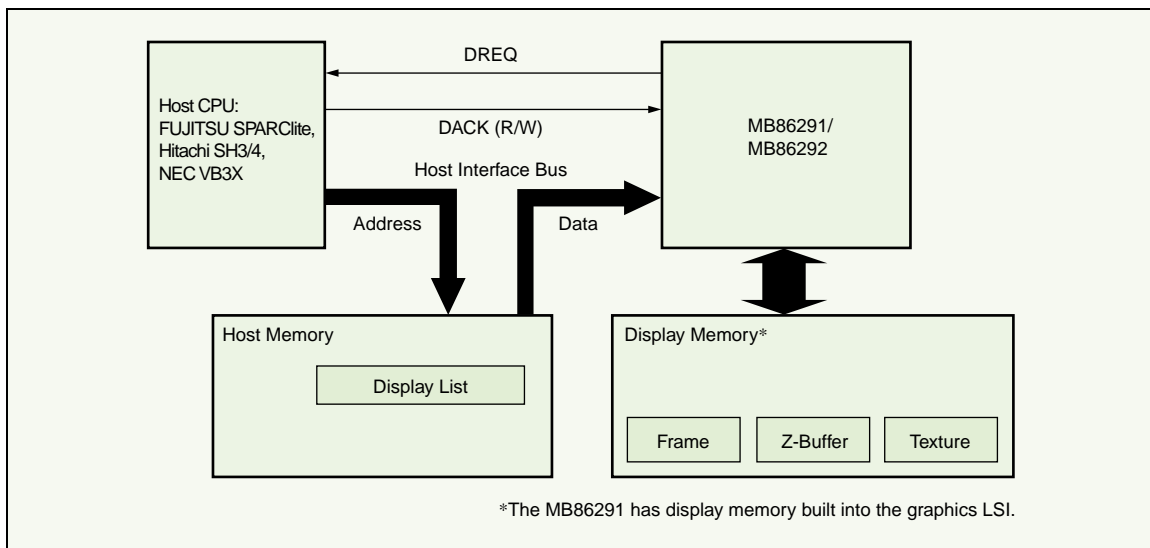 DREQ
Host CPU:
FUJITSU SPARClite,
Hitachi SH3/4,
NEC VB3X
DACK (R/W)
MB86291/
MB86292
Host Interface Bus
Address
Data
Host Memory
Display List
Display Memory*
Frame
Z-Buffer
Texture
*The MB86291 has display memory built into the graphics LSI.